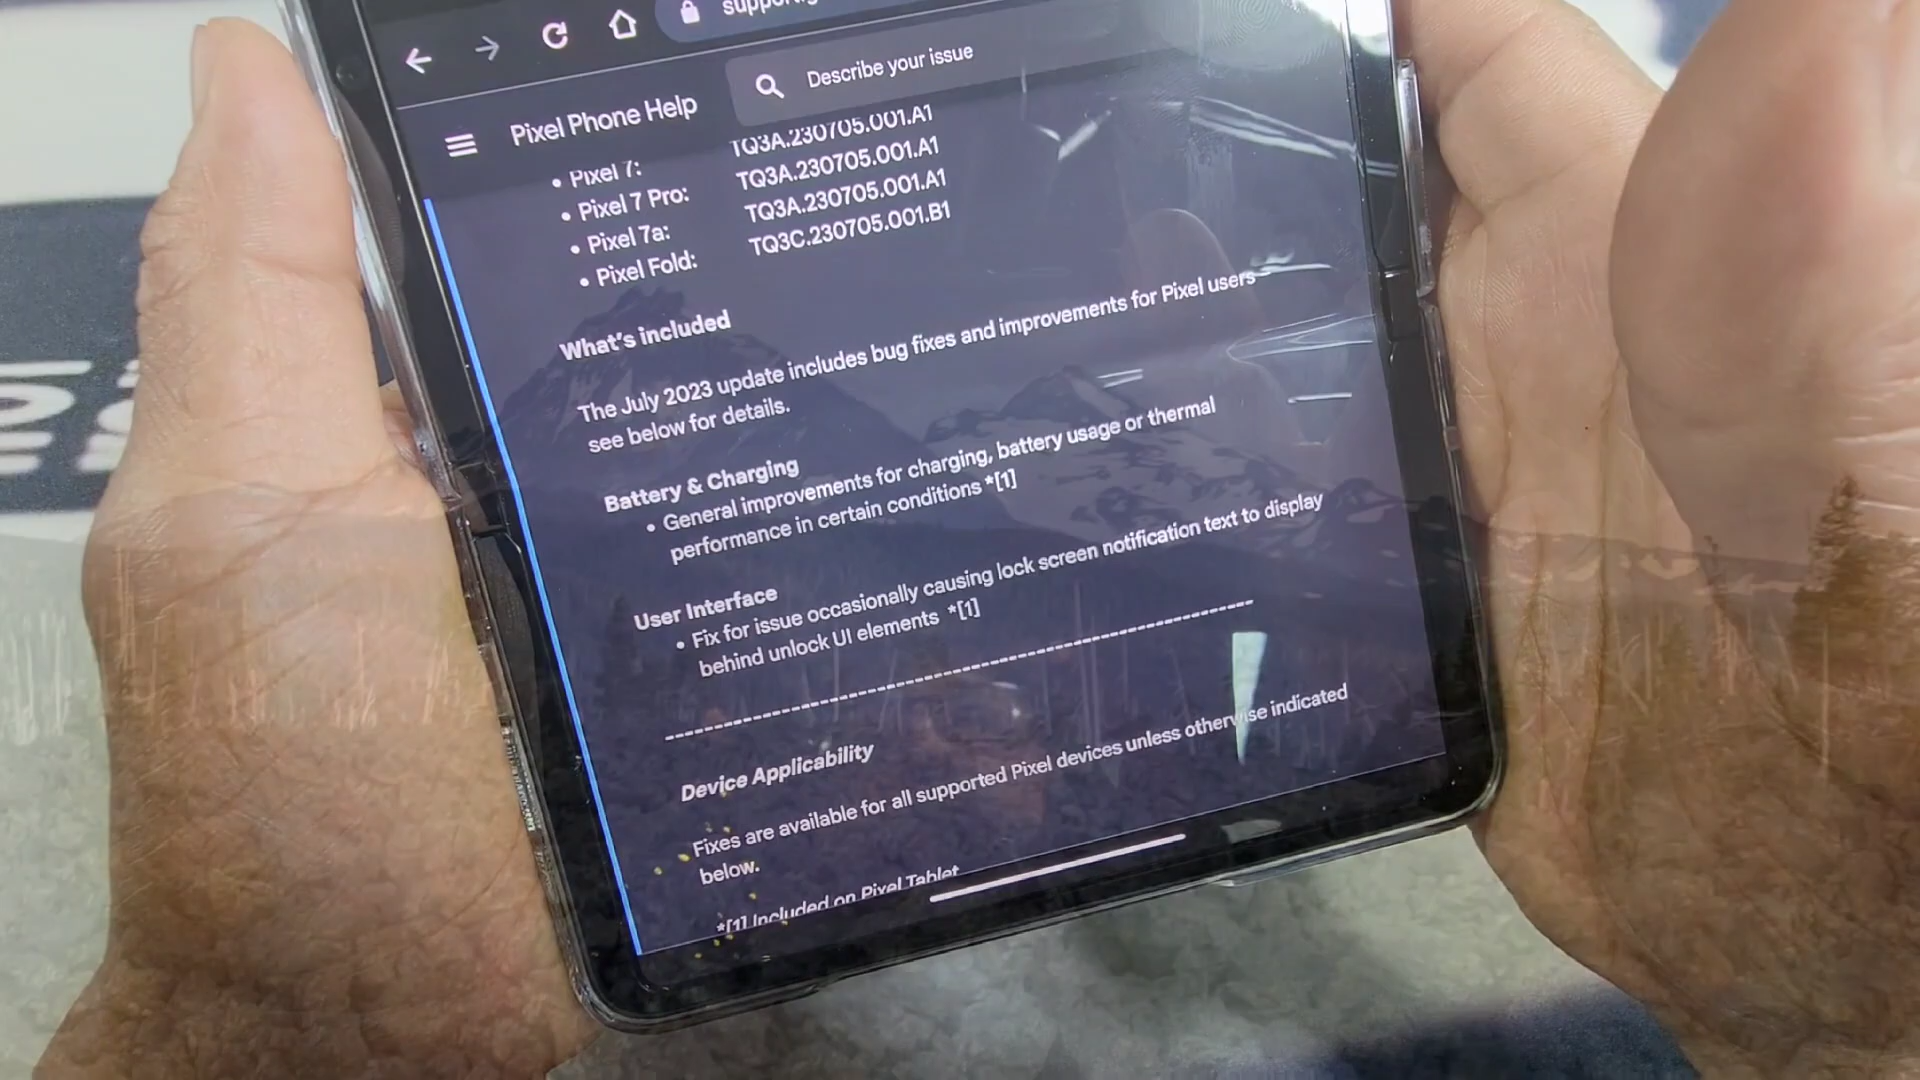 Describe your issue
Pixel Phone Help
TQ3A.230705.001.A1
• Pixel 7: TQ3A.230705.001.A1
• Pixel 7 Pro: TQ3A.230705.001.A1
• Pixel 7a: TQ3C.230705.001.B1
• Pixel Fold:
What's included
The July 2023 update includes bug fixes and improvements for Pixel users
see below for details.
Battery & Charging
• General improvements for charging, battery usage or thermal
performance in certain conditions *[1]
User Interface
• Fix for issue occasionally causing lock screen notification text to display
behind unlock UI elements *[1]
---------------------------------------------------------------
Device Applicability
Fixes are available for all supported Pixel devices unless otherwise indicated
below.
*[1] Included on Pixel Tablet